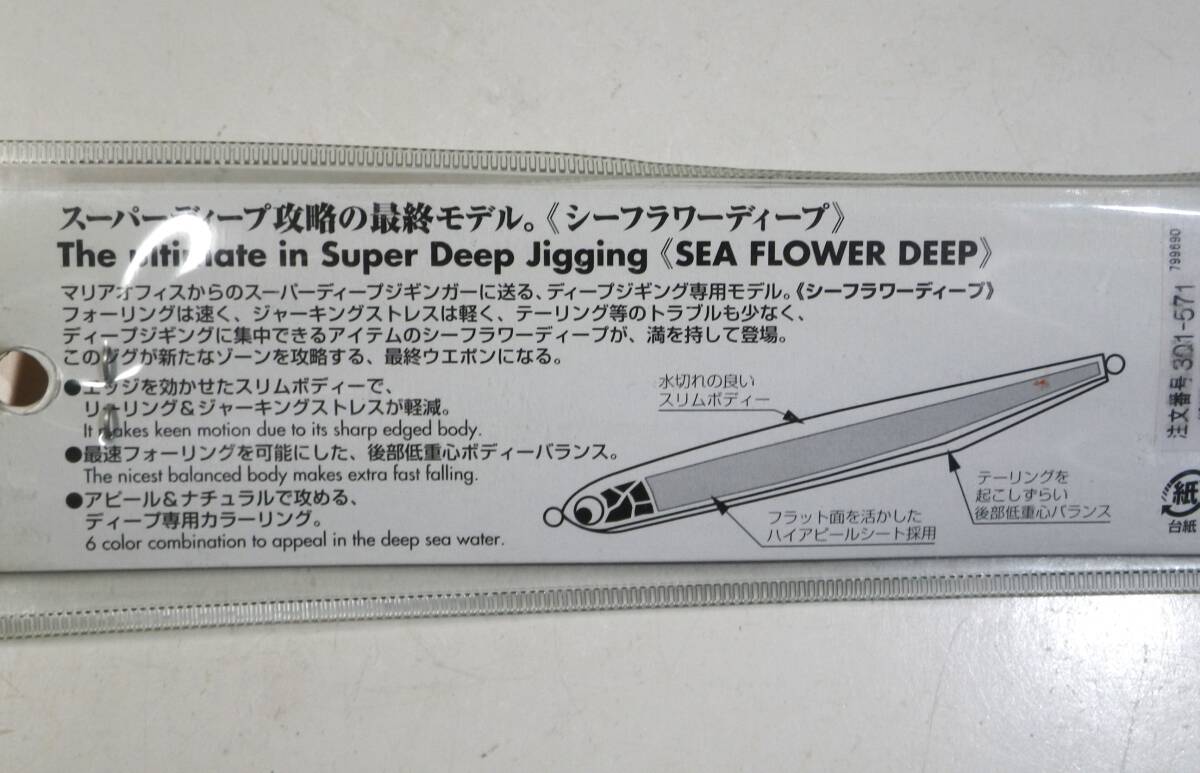 スーパーディープ攻略の最終モデル。《シーフラワーディープ》
The ultimate in Super Deep Jigging《SEA FLOWER DEEP》
マリアオフィスからのスーパーディープジギンガーに送る、ディープジギング専用モデル。《シーフラワーディープ》
フォーリングは速く、ジャーキングストレスは軽く、テーリング等のトラブルも少なく、
ディープジギングに集中できるアイテムのシーフラワーディープが、満を持して登場。
このジグが新たなゾーンを攻略する、最終ウエポンになる。
●エッジを効かせたスリムボディーで、
リーリング&ジャーキングストレスが軽減。
It makes keen motion due to its sharp edged body.
●最速フォーリングを可能にした、後部低重心ボディーバランス。
The nicest balanced body makes extra fast falling.
●アピール&ナチュラルで攻める、
ディープ専用カラーリング。
6 color combination to appeal in the deep sea water.
水切れの良い
スリムボディー
フラット面を活かした
ハイアピールシート採用
テーリングを
起こしずらい
後部低重心バランス
注文番号 301-571
799690
紙
台紙